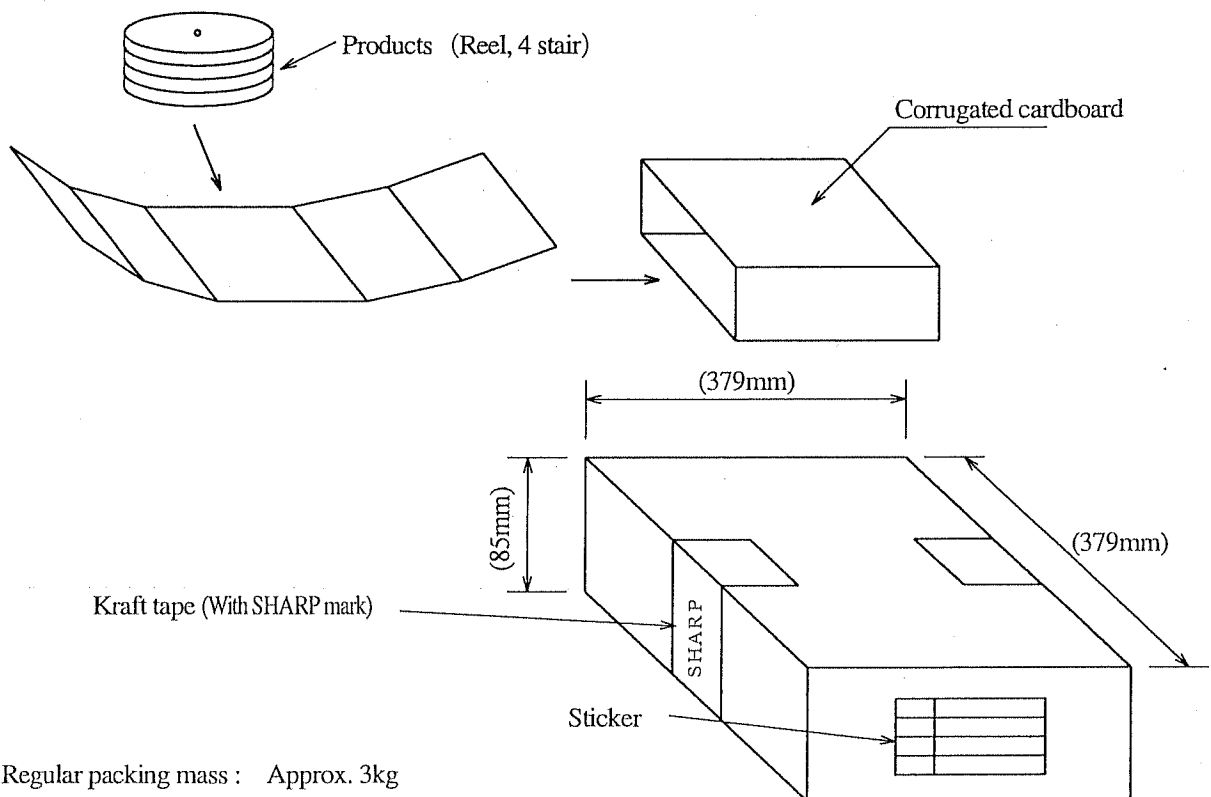 Products (Reel, 4 stair)
Corrugated cardboard
(379mm)
(85mm)
(379mm)
Kraft tape (With SHARP mark)
SHARP
Sticker
Regular packing mass : Approx. 3kg